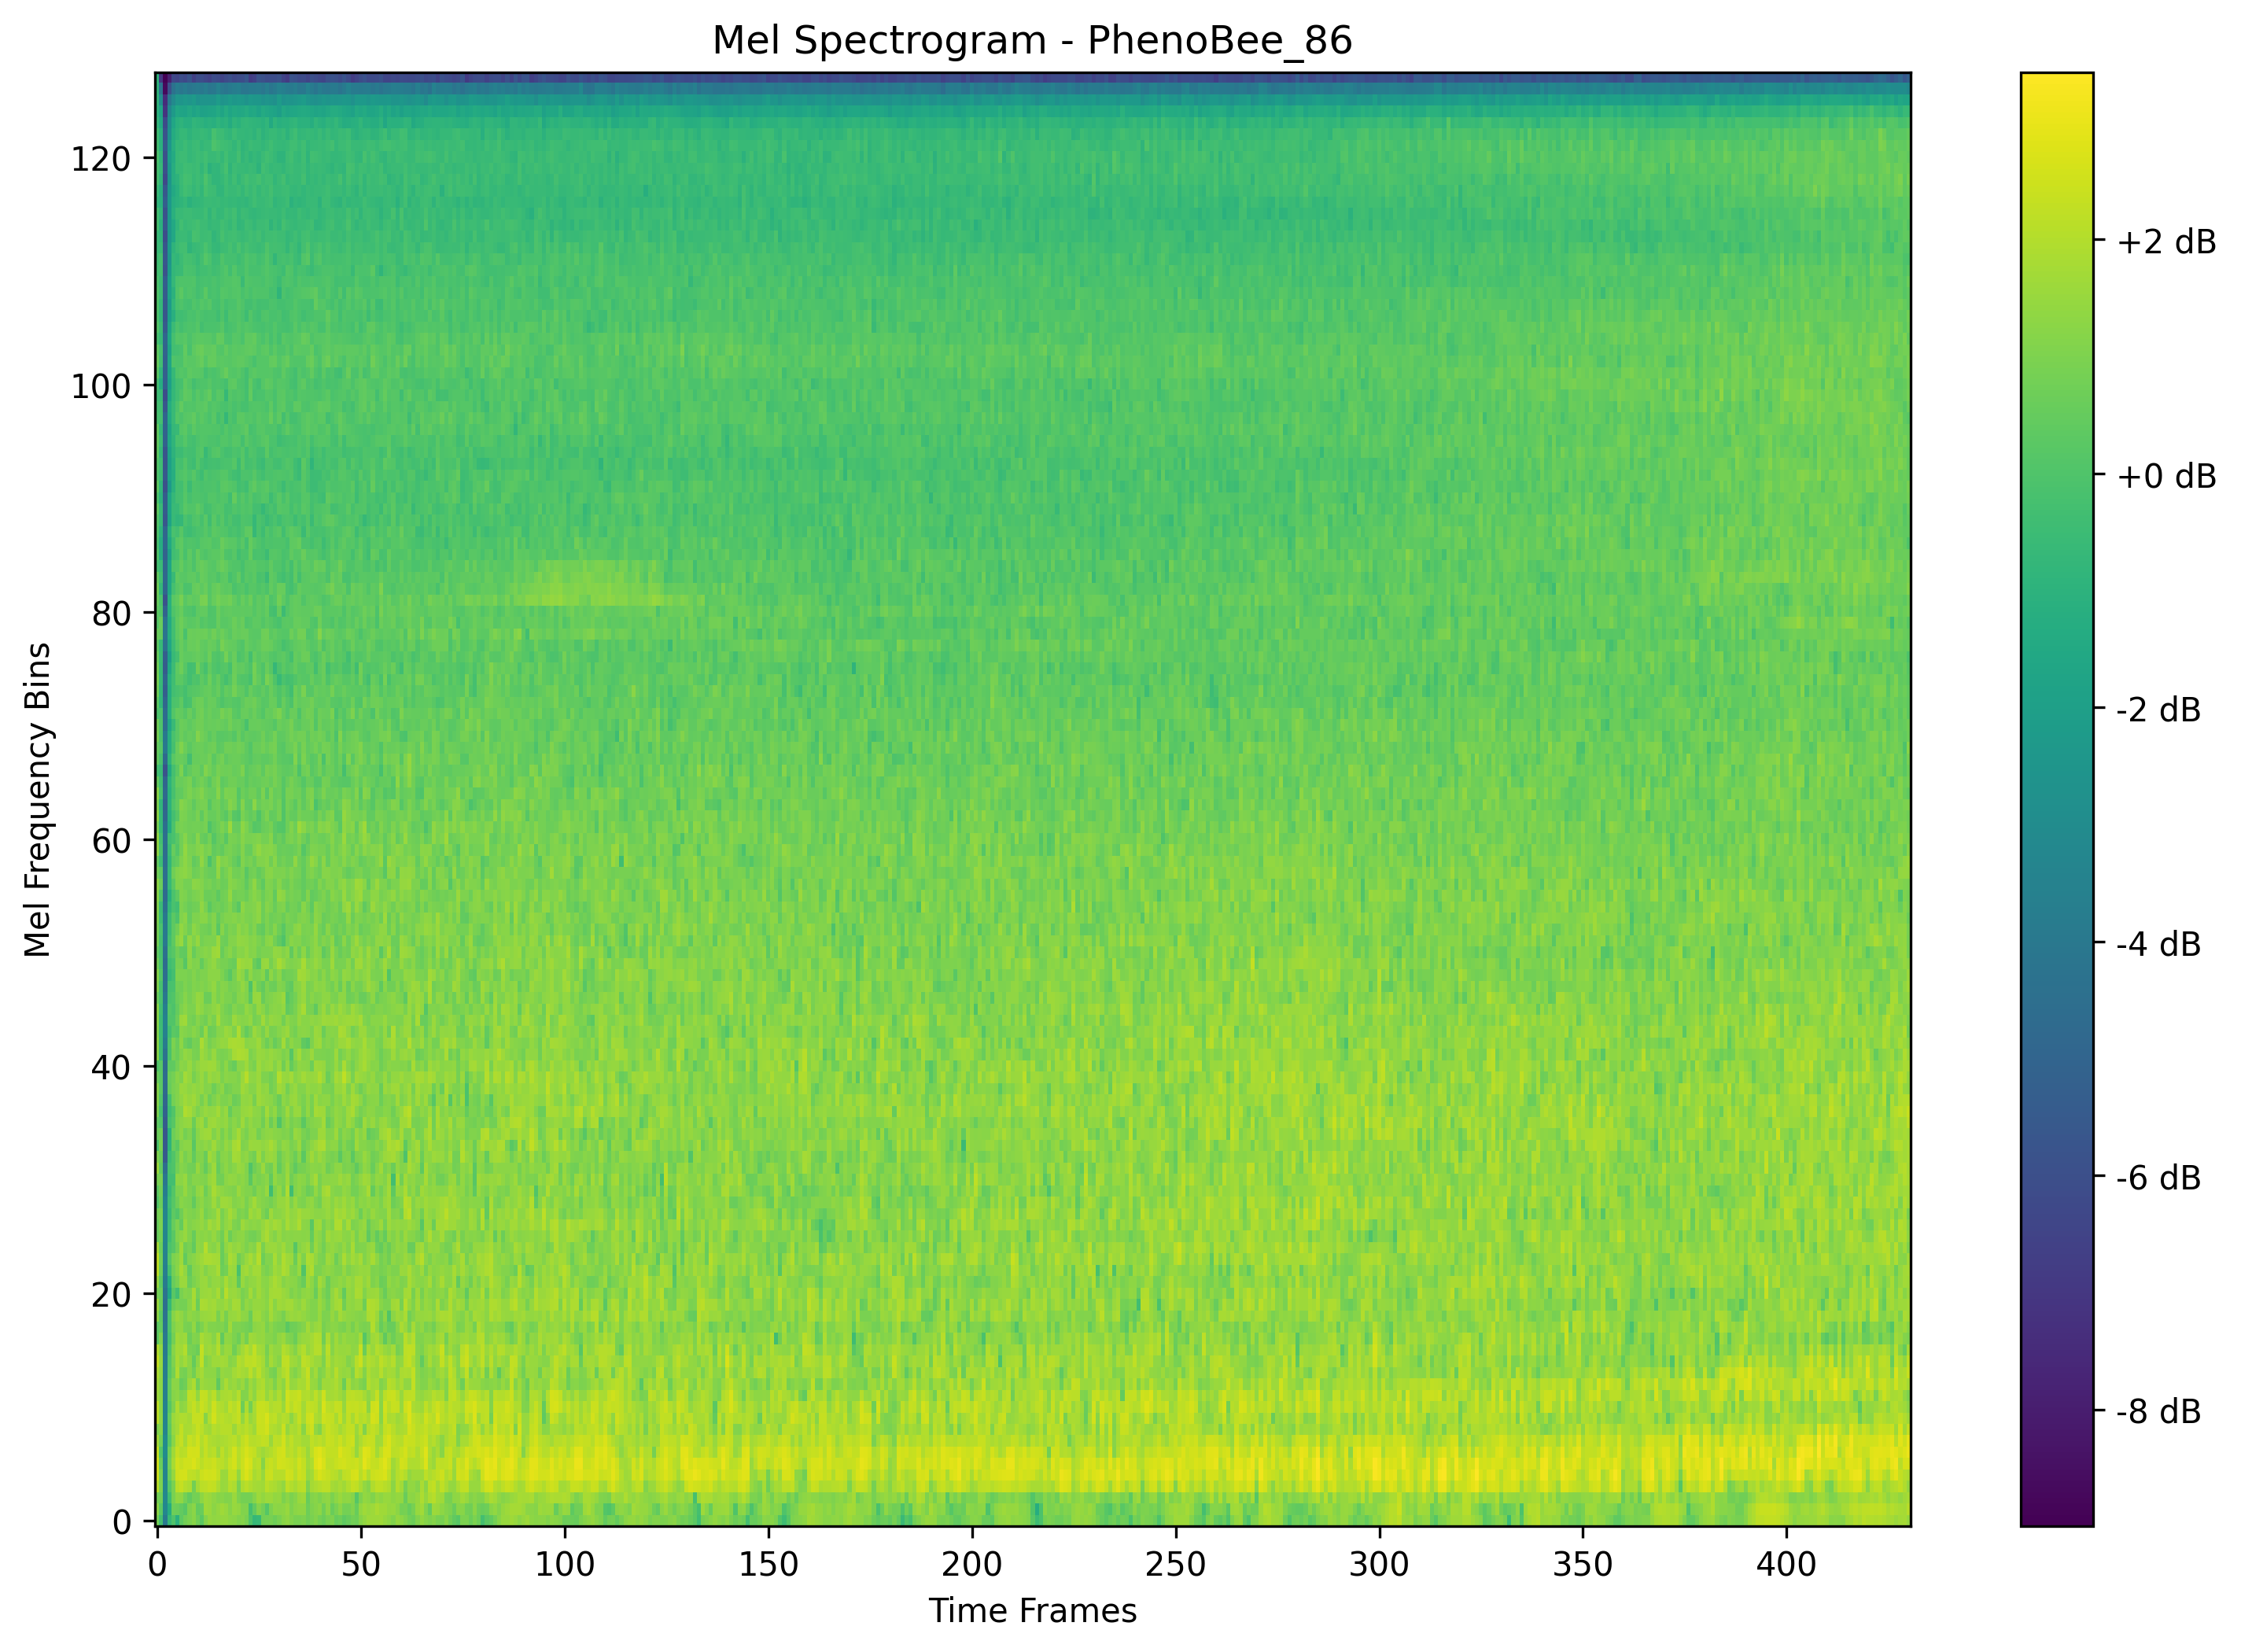 Mel Spectrogram - PhenoBee_86
120
100
80
60
40
20
0
Mel Frequency Bins
0 50 100 150 200 250 300 350 400
Time Frames
+2 dB
+0 dB
-2 dB
-4 dB
-6 dB
-8 dB